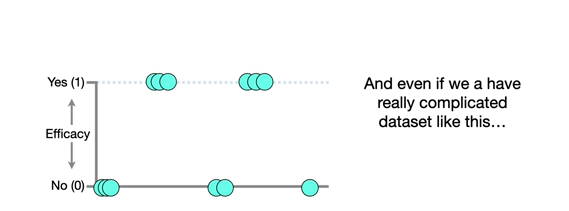 Yes (1)
Efficacy
No (0)
And even if we a have
really complicated
dataset like this…